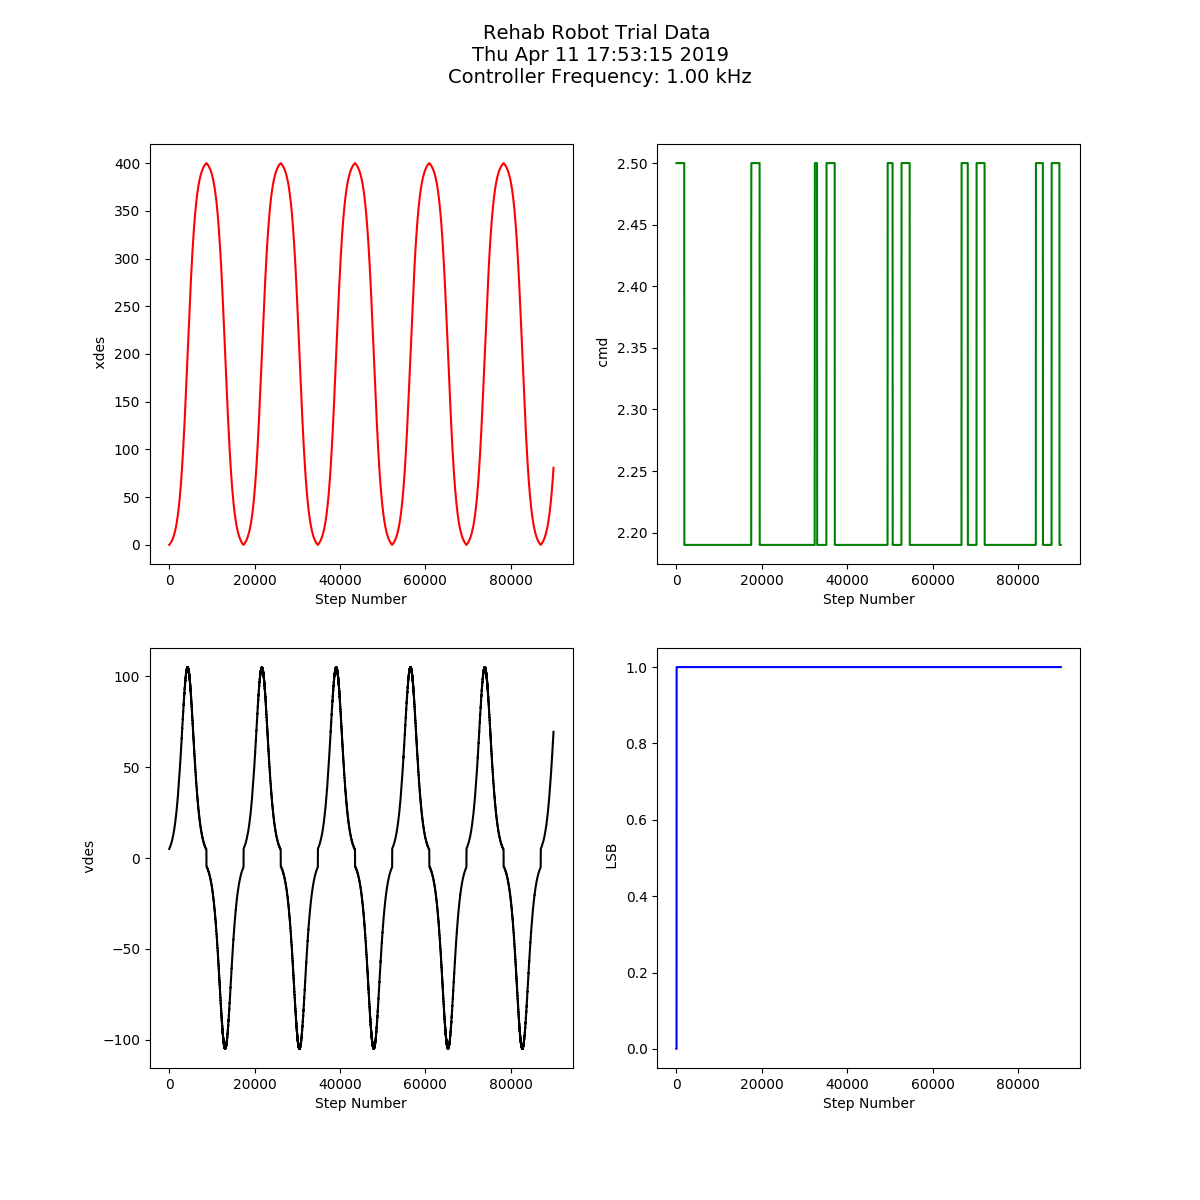 Rehab Robot Trial Data
Thu Apr 11 17:53:15 2019
Controller Frequency: 1.00 kHz
400
350
300
250
200
150
100
50
0
xdes
0 20000 40000 60000 80000
Step Number
2.50
2.45
2.40
2.35
2.30
2.25
2.20
cmd
0 20000 40000 60000 80000
Step Number
100
50
0
−50
−100
vdes
0 20000 40000 60000 80000
Step Number
1.0
0.8
0.6
0.4
0.2
0.0
LSB
0 20000 40000 60000 80000
Step Number